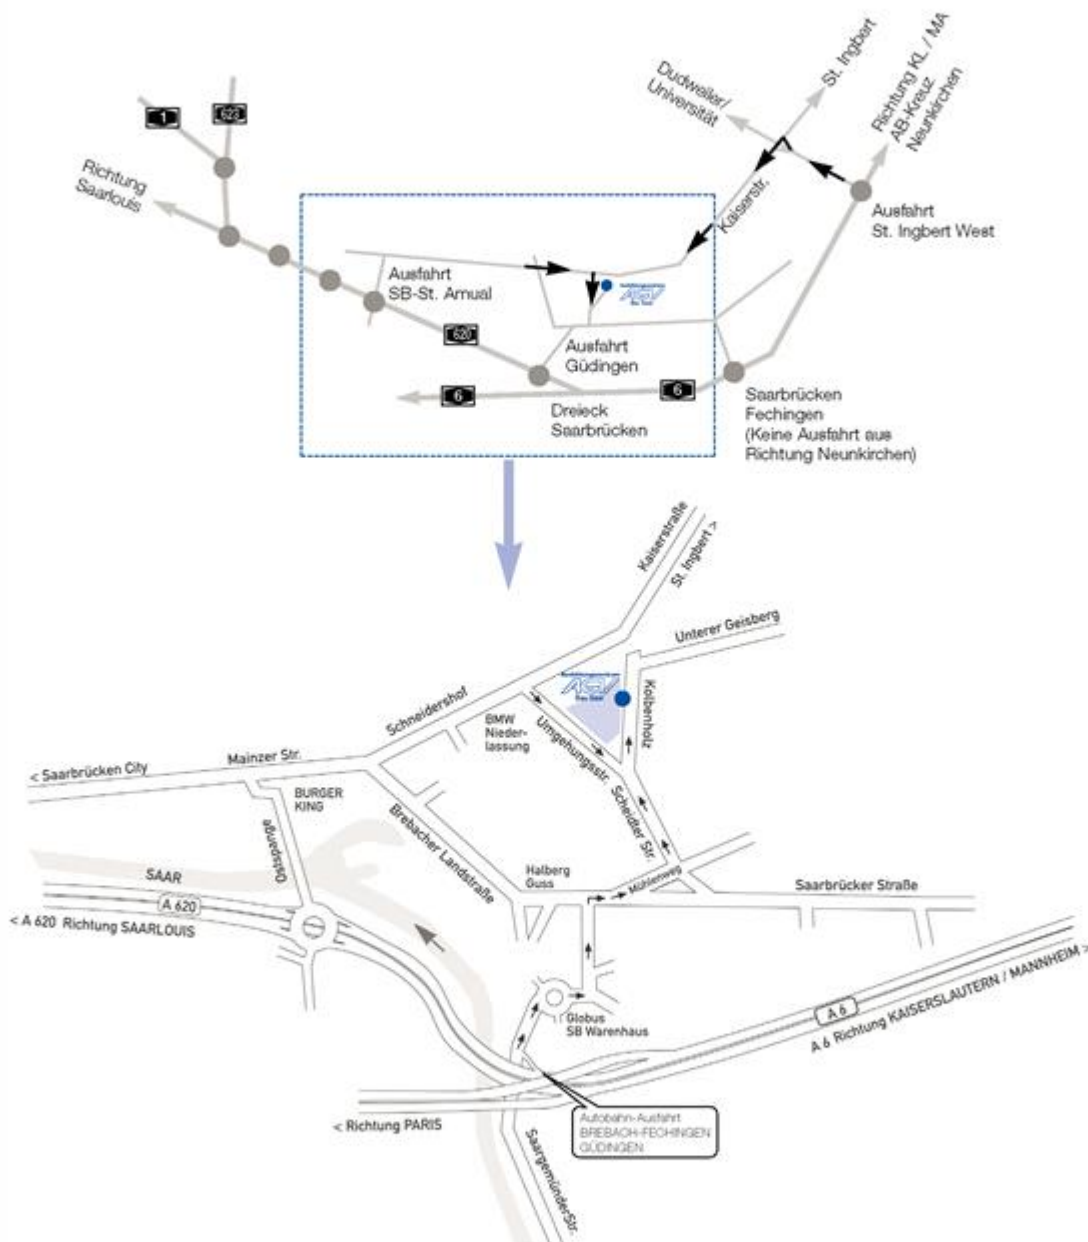 1
623
Richtung
Saarlouis
Dudweiler/
Universität
St. Ingbert
Richtung KL / MA
AB-Kreuz
Neunkirchen
Kaiserstr.
Ausfahrt
St. Ingbert West
Ausfahrt
SB-St. Arnual
620
Ausfahrt
Güdingen
6
6
Dreieck
Saarbrücken
Saarbrücken
Fechingen
(Keine Ausfahrt aus
Richtung Neunkirchen)
Kaiserstraße
St. Ingbert >
Unterer Geisberg
Schneidershof
BMW
Nieder-
lassung
Umgehungsstr.
Kolbenholz
Mainzer Str.
< Saarbrücken City
BURGER
KING
Ostspange
Brebacher Landstraße
Scheidter Str.
Halberg
Guss
Mühlenweg
Saarbrücker Straße
SAAR
A 620
< A 620 Richtung SAARLOUIS
Globus
SB Warenhaus
A 6
A 6 Richtung KAISERSLAUTERN / MANNHEIM >
< Richtung PARIS
Autobahn-Ausfahrt
BREBACH-FECHINGEN
GÜDINGEN
SaargemünderStr.